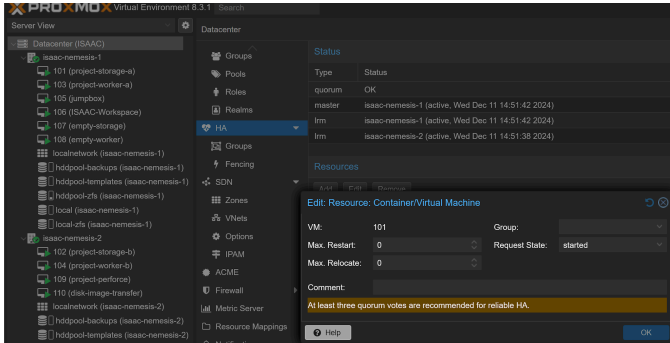 PROXMOX Virtual Environment 8.3.1 Search
Server View
Datacenter (ISAAC)
isaac-nemesis-1
101 (project-storage-a)
103 (project-worker-a)
105 (jumpbox)
106 (ISAAC-Workspace)
107 (empty-storage)
108 (empty-worker)
localnetwork (isaac-nemesis-1)
hddpool-backups (isaac-nemesis-1)
hddpool-templates (isaac-nemesis-1)
hddpool-zfs (isaac-nemesis-1)
local (isaac-nemesis-1)
local-zfs (isaac-nemesis-1)
isaac-nemesis-2
102 (project-storage-b)
104 (project-worker-b)
109 (project-perforce)
110 (disk-image-transfer)
localnetwork (isaac-nemesis-2)
hddpool-backups (isaac-nemesis-2)
hddpool-templates (isaac-nemesis-2)
Datacenter
Groups
Pools
Roles
Realms
HA
Groups
Fencing
SDN
Zones
VNets
Options
IPAM
ACME
Firewall
Metric Server
Resource Mappings
Status
Type Status
quorum OK
master isaac-nemesis-1 (active, Wed Dec 11 14:51:42 2024)
lrm isaac-nemesis-1 (active, Wed Dec 11 14:51:42 2024)
lrm isaac-nemesis-2 (active, Wed Dec 11 14:51:38 2024)
Resources
Add Edit Remove
Edit: Resource: Container/Virtual Machine
VM: 101 Group:
Max. Restart: 0 Request State: started
Max. Relocate: 0
Comment:
At least three quorum votes are recommended for reliable HA.
Help OK